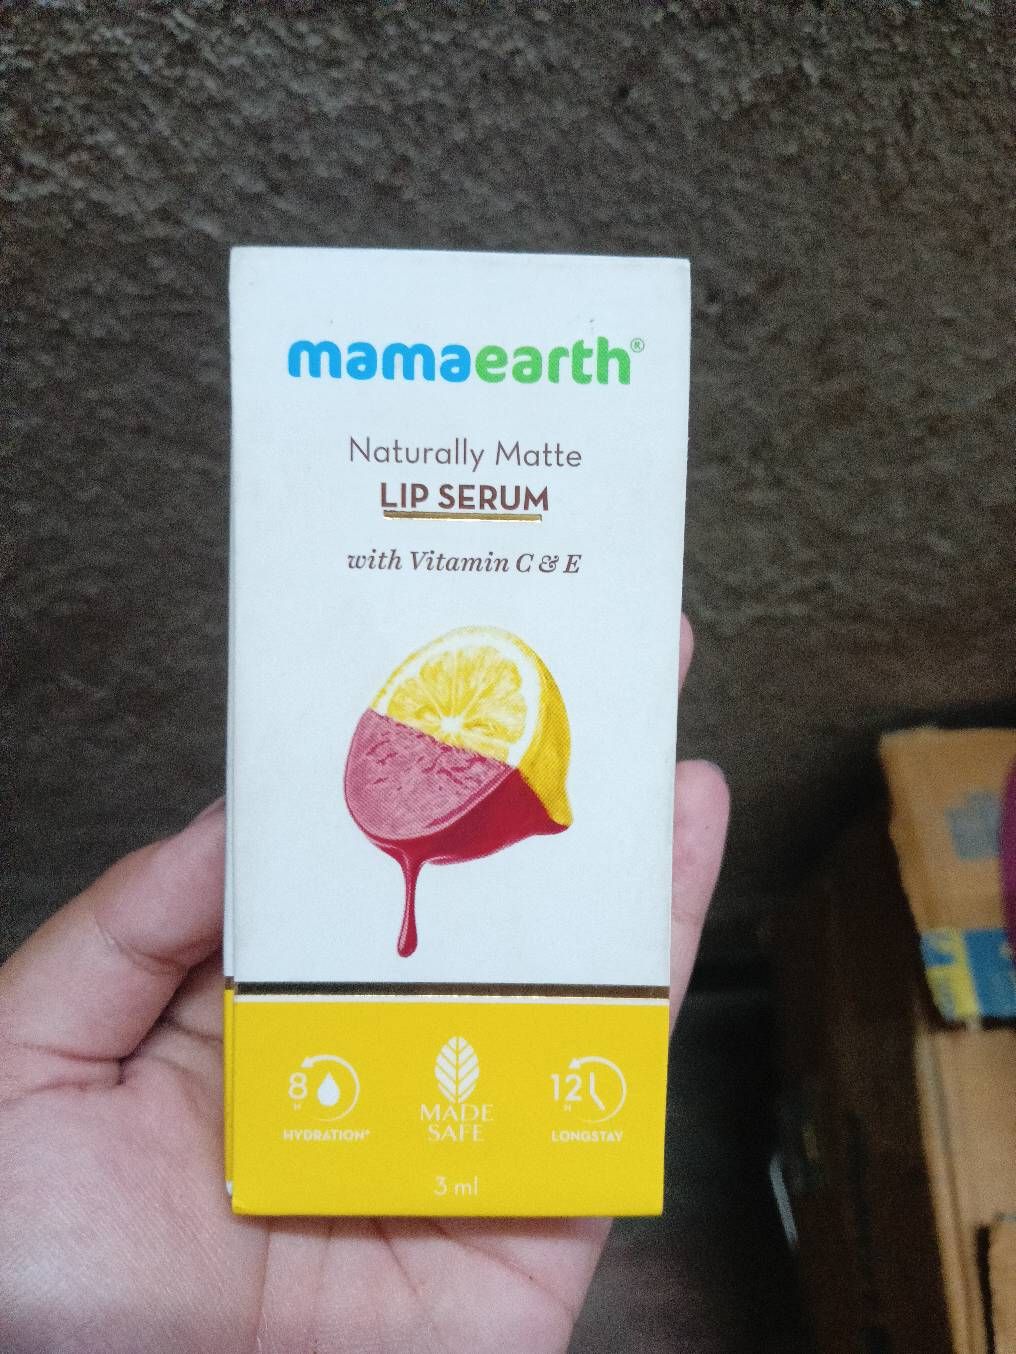 mamaearth®
Naturally Matte
LIP SERUM
with Vitamin C & E
8 H
HYDRATION*
MADE
SAFE
12 H
LONGSTAY
3 ml